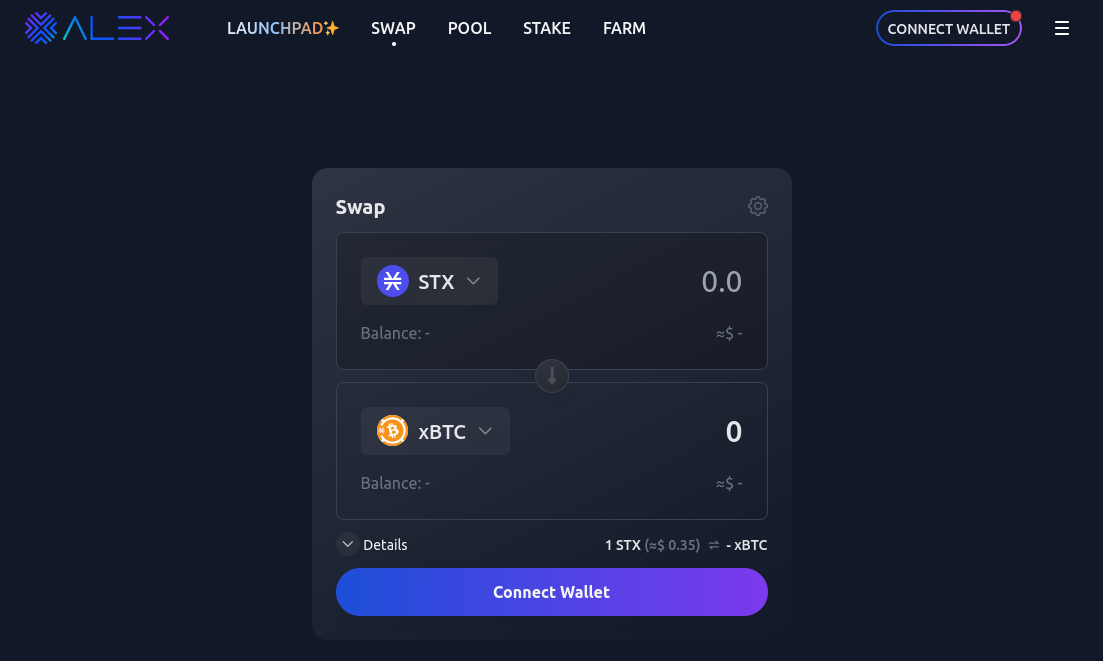 ALEX
LAUNCHPAD✨ SWAP POOL STAKE FARM
CONNECT WALLET
Swap
STX 0.0
Balance: - ≈$ -
xBTC 0
Balance: - ≈$ -
Details 1 STX (≈$ 0.35) ⇌ - xBTC
Connect Wallet